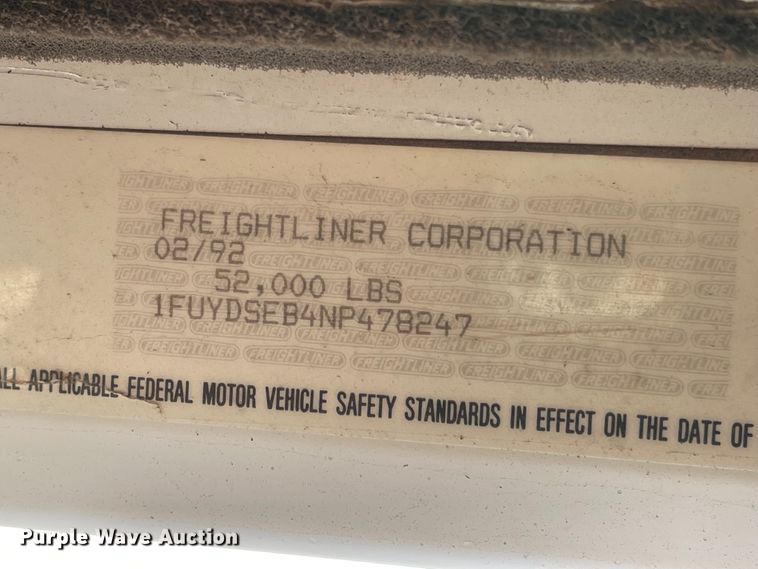 FREIGHTLINER CORPORATION
02/92
52,000 LBS
1FUYDSEB4NP478247
ALL APPLICABLE FEDERAL MOTOR VEHICLE SAFETY STANDARDS IN EFFECT ON THE DATE OF
Purple Wave Auction